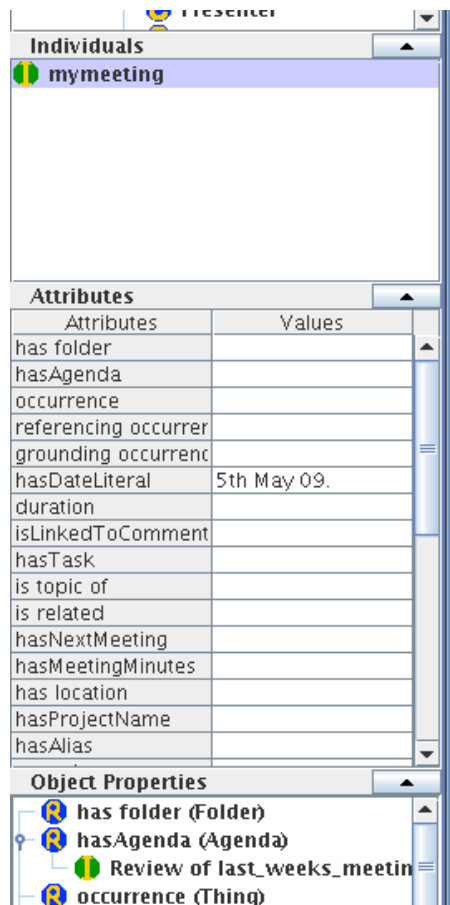 Presenter
Individuals
mymeeting
Attributes
Attributes Values
has folder
hasAgenda
occurrence
referencing occurrer
grounding occurrenc
hasDateLiteral 5th May 09.
duration
isLinkedToComment
hasTask
is topic of
is related
hasNextMeeting
hasMeetingMinutes
has location
hasProjectName
hasAlias
Object Properties
has folder (Folder)
hasAgenda (Agenda)
Review of last_weeks_meetin
occurrence (Thing)